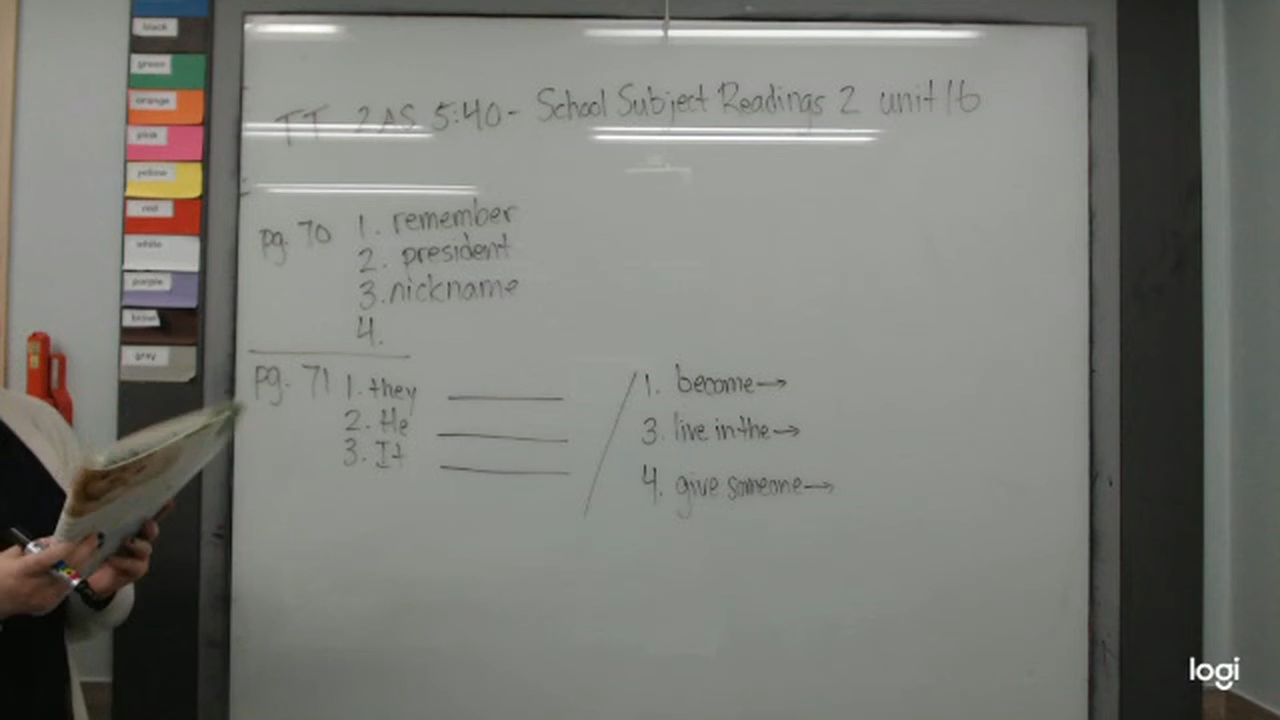 black
green
orange
pink
yellow
red
white
purple
brown
gray
TT 2AS 5:40- School Subject Readings 2 unit 16
pg. 70 1. remember
2. president
3. nickname
4.
pg. 71 1. they
2. He
3. It
1. become→
3. live in the→
4. give someone→
logi